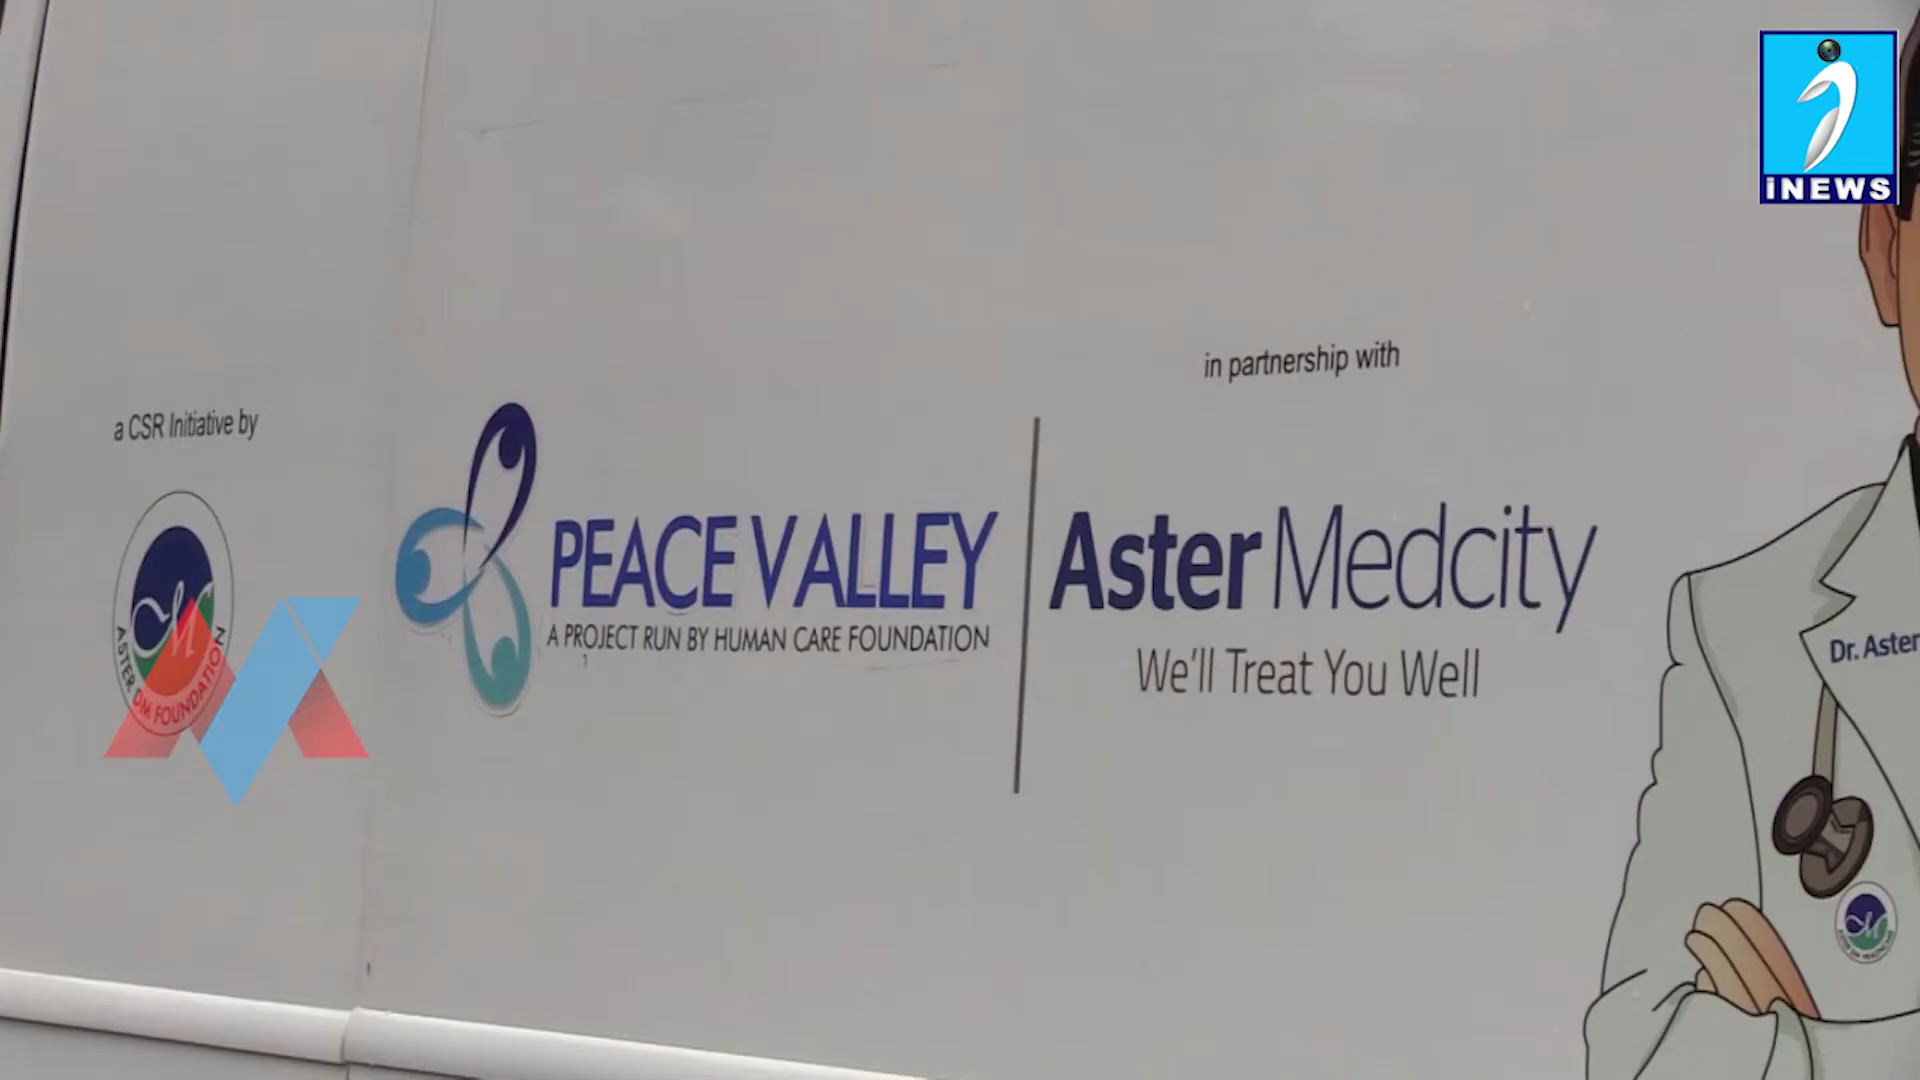 iNEWS
in partnership with
a CSR Initiative by
ASTER DM FOUNDATION
PEACE VALLEY
A PROJECT RUN BY HUMAN CARE FOUNDATION
Aster Medcity
We'll Treat You Well
Dr. Aster